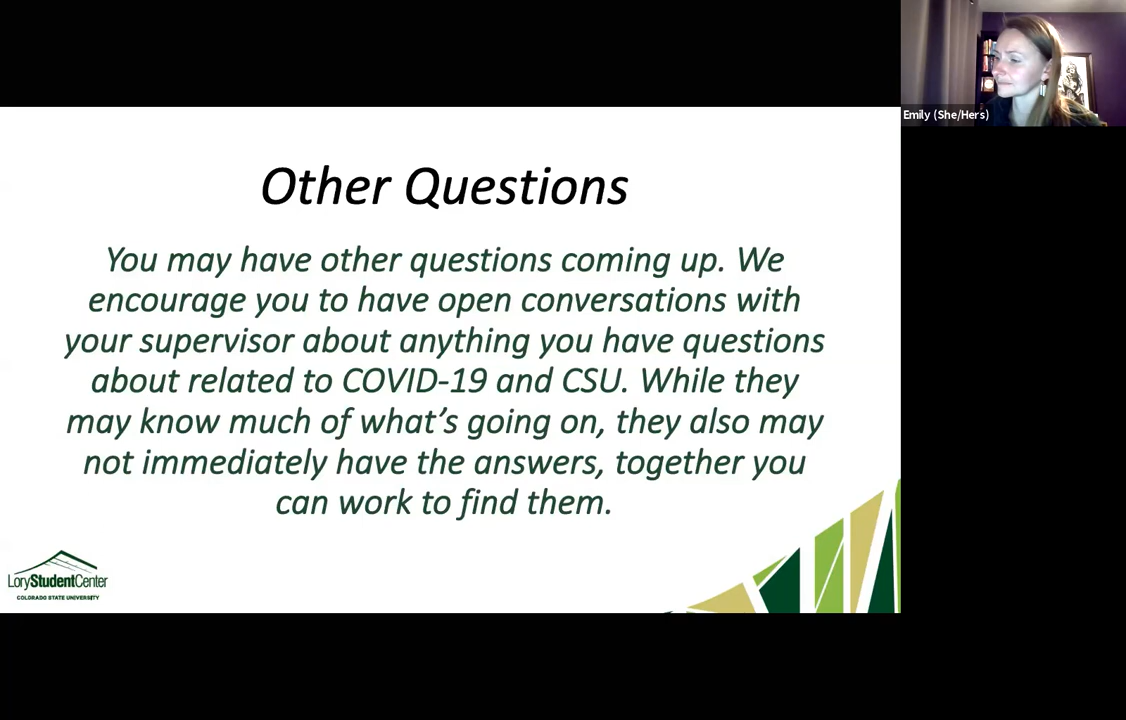 Emily (She/Hers)
Other Questions
You may have other questions coming up. We
encourage you to have open conversations with
your supervisor about anything you have questions
about related to COVID-19 and CSU. While they
may know much of what's going on, they also may
not immediately have the answers, together you
can work to find them.
LoryStudentCenter
COLORADO STATE UNIVERSITY